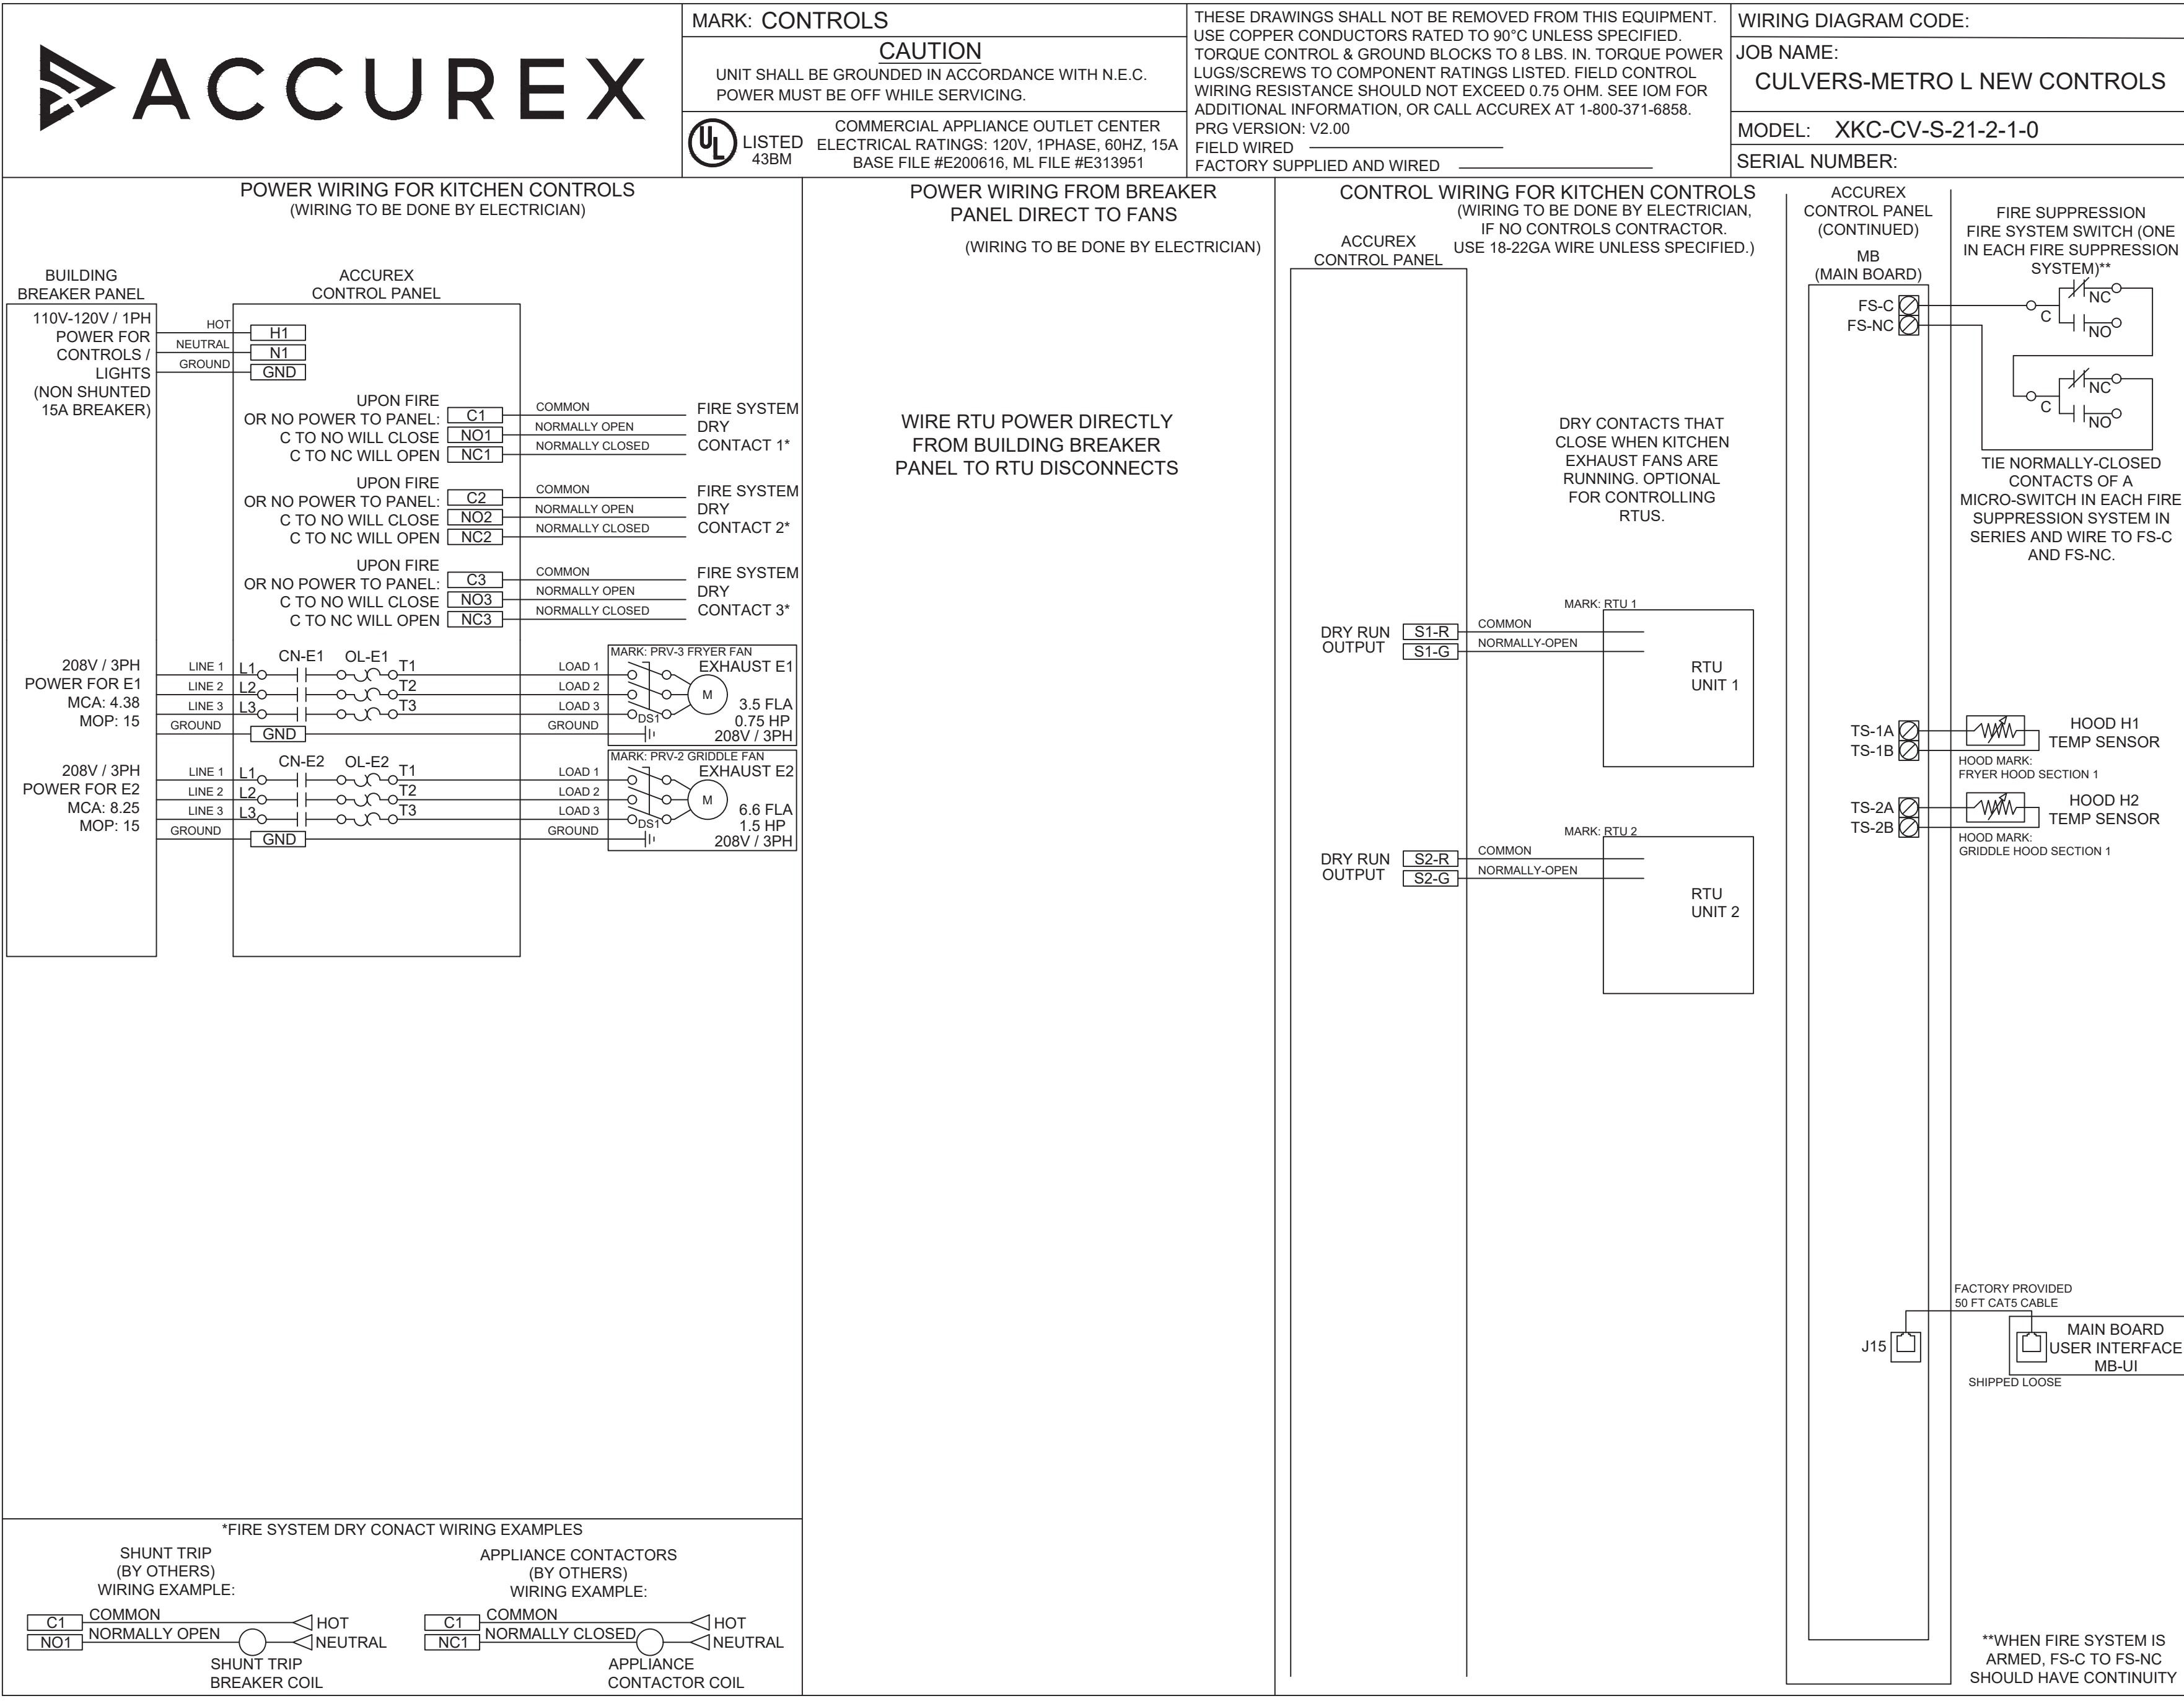 ACCUREX
MARK: CONTROLS
CAUTION
UNIT SHALL BE GROUNDED IN ACCORDANCE WITH N.E.C.
POWER MUST BE OFF WHILE SERVICING.
UL LISTED
43BM
COMMERCIAL APPLIANCE OUTLET CENTER
ELECTRICAL RATINGS: 120V, 1PHASE, 60HZ, 15A
BASE FILE #E200616, ML FILE #E313951
THESE DRAWINGS SHALL NOT BE REMOVED FROM THIS EQUIPMENT.
USE COPPER CONDUCTORS RATED TO 90°C UNLESS SPECIFIED.
TORQUE CONTROL & GROUND BLOCKS TO 8 LBS. IN. TORQUE POWER
LUGS/SCREWS TO COMPONENT RATINGS LISTED. FIELD CONTROL
WIRING RESISTANCE SHOULD NOT EXCEED 0.75 OHM. SEE IOM FOR
ADDITIONAL INFORMATION, OR CALL ACCUREX AT 1-800-371-6858.
PRG VERSION: V2.00
FIELD WIRED
FACTORY SUPPLIED AND WIRED
WIRING DIAGRAM CODE:
JOB NAME:
CULVERS-METRO L NEW CONTROLS
MODEL: XKC-CV-S-21-2-1-0
SERIAL NUMBER:
POWER WIRING FOR KITCHEN CONTROLS
(WIRING TO BE DONE BY ELECTRICIAN)
BUILDING
BREAKER PANEL
ACCUREX
CONTROL PANEL
110V-120V / 1PH
POWER FOR
CONTROLS /
LIGHTS
(NON SHUNTED
15A BREAKER)
HOT
NEUTRAL
GROUND
H1
N1
GND
UPON FIRE
OR NO POWER TO PANEL:
C TO NO WILL CLOSE
C TO NC WILL OPEN
C1
NO1
NC1
COMMON
NORMALLY OPEN
NORMALLY CLOSED
FIRE SYSTEM
DRY
CONTACT 1*
UPON FIRE
OR NO POWER TO PANEL:
C TO NO WILL CLOSE
C TO NC WILL OPEN
C2
NO2
NC2
COMMON
NORMALLY OPEN
NORMALLY CLOSED
FIRE SYSTEM
DRY
CONTACT 2*
UPON FIRE
OR NO POWER TO PANEL:
C TO NO WILL CLOSE
C TO NC WILL OPEN
C3
NO3
NC3
COMMON
NORMALLY OPEN
NORMALLY CLOSED
FIRE SYSTEM
DRY
CONTACT 3*
208V / 3PH
POWER FOR E1
MCA: 4.38
MOP: 15
LINE 1
LINE 2
LINE 3
GROUND
L1
L2
L3
GND
CN-E1
OL-E1
T1
T2
T3
LOAD 1
LOAD 2
LOAD 3
GROUND
MARK: PRV-3 FRYER FAN
EXHAUST E1
M
DS1
3.5 FLA
0.75 HP
208V / 3PH
208V / 3PH
POWER FOR E2
MCA: 8.25
MOP: 15
LINE 1
LINE 2
LINE 3
GROUND
L1
L2
L3
GND
CN-E2
OL-E2
T1
T2
T3
LOAD 1
LOAD 2
LOAD 3
GROUND
MARK: PRV-2 GRIDDLE FAN
EXHAUST E2
M
DS1
6.6 FLA
1.5 HP
208V / 3PH
*FIRE SYSTEM DRY CONACT WIRING EXAMPLES
SHUNT TRIP
(BY OTHERS)
WIRING EXAMPLE:
C1 COMMON HOT
NO1 NORMALLY OPEN NEUTRAL
SHUNT TRIP
BREAKER COIL
APPLIANCE CONTACTORS
(BY OTHERS)
WIRING EXAMPLE:
C1 COMMON HOT
NC1 NORMALLY CLOSED NEUTRAL
APPLIANCE
CONTACTOR COIL
POWER WIRING FROM BREAKER
PANEL DIRECT TO FANS
(WIRING TO BE DONE BY ELECTRICIAN)
WIRE RTU POWER DIRECTLY
FROM BUILDING BREAKER
PANEL TO RTU DISCONNECTS
CONTROL WIRING FOR KITCHEN CONTROLS
(WIRING TO BE DONE BY ELECTRICIAN,
IF NO CONTROLS CONTRACTOR.
USE 18-22GA WIRE UNLESS SPECIFIED.)
ACCUREX
CONTROL PANEL
DRY CONTACTS THAT
CLOSE WHEN KITCHEN
EXHAUST FANS ARE
RUNNING. OPTIONAL
FOR CONTROLLING
RTUS.
MARK: RTU 1
DRY RUN
OUTPUT
S1-R
S1-G
COMMON
NORMALLY-OPEN
RTU
UNIT 1
MARK: RTU 2
DRY RUN
OUTPUT
S2-R
S2-G
COMMON
NORMALLY-OPEN
RTU
UNIT 2
ACCUREX
CONTROL PANEL
(CONTINUED)
MB
(MAIN BOARD)
FS-C
FS-NC
FIRE SUPPRESSION
FIRE SYSTEM SWITCH (ONE
IN EACH FIRE SUPPRESSION
SYSTEM)**
NC
C
NO
NC
C
NO
TIE NORMALLY-CLOSED
CONTACTS OF A
MICRO-SWITCH IN EACH FIRE
SUPPRESSION SYSTEM IN
SERIES AND WIRE TO FS-C
AND FS-NC.
TS-1A
TS-1B
HOOD H1
TEMP SENSOR
HOOD MARK:
FRYER HOOD SECTION 1
TS-2A
TS-2B
HOOD H2
TEMP SENSOR
HOOD MARK:
GRIDDLE HOOD SECTION 1
FACTORY PROVIDED
50 FT CAT5 CABLE
J15
MAIN BOARD
USER INTERFACE
MB-UI
SHIPPED LOOSE
**WHEN FIRE SYSTEM IS
ARMED, FS-C TO FS-NC
SHOULD HAVE CONTINUITY